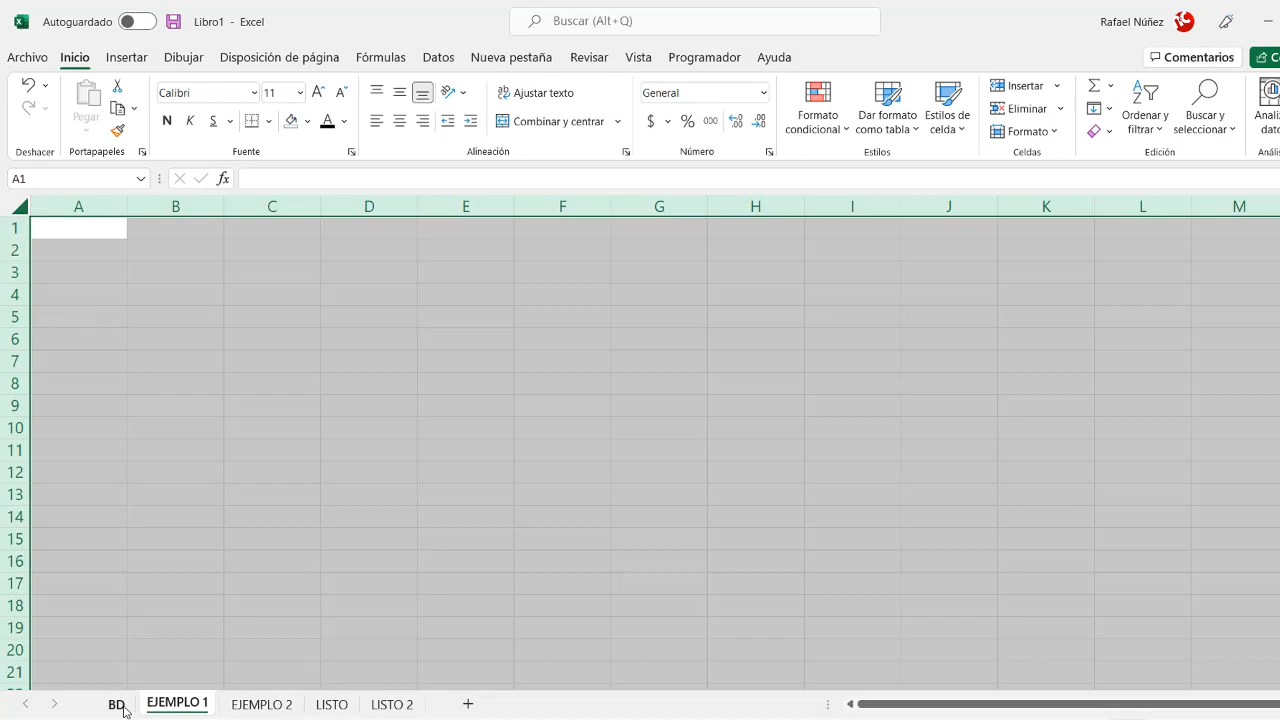 Autoguardado Libro1 - Excel Buscar (Alt+Q) Rafael Núñez
Archivo Inicio Insertar Dibujar Disposición de página Fórmulas Datos Nueva pestaña Revisar Vista Programador Ayuda Comentarios
Pegar
Calibri 11
N K S
Ajustar texto
Combinar y centrar
General
$ % 000
Formato condicional
Dar formato como tabla
Estilos de celda
Insertar
Eliminar
Formato
Ordenar y filtrar
Buscar y seleccionar
Deshacer Portapapeles Fuente Alineación Número Estilos Celdas Edición
A1 fx
A B C D E F G H I J K L M
1
2
3
4
5
6
7
8
9
10
11
12
13
14
15
16
17
18
19
20
21
BD EJEMPLO 1 EJEMPLO 2 LISTO LISTO 2 +